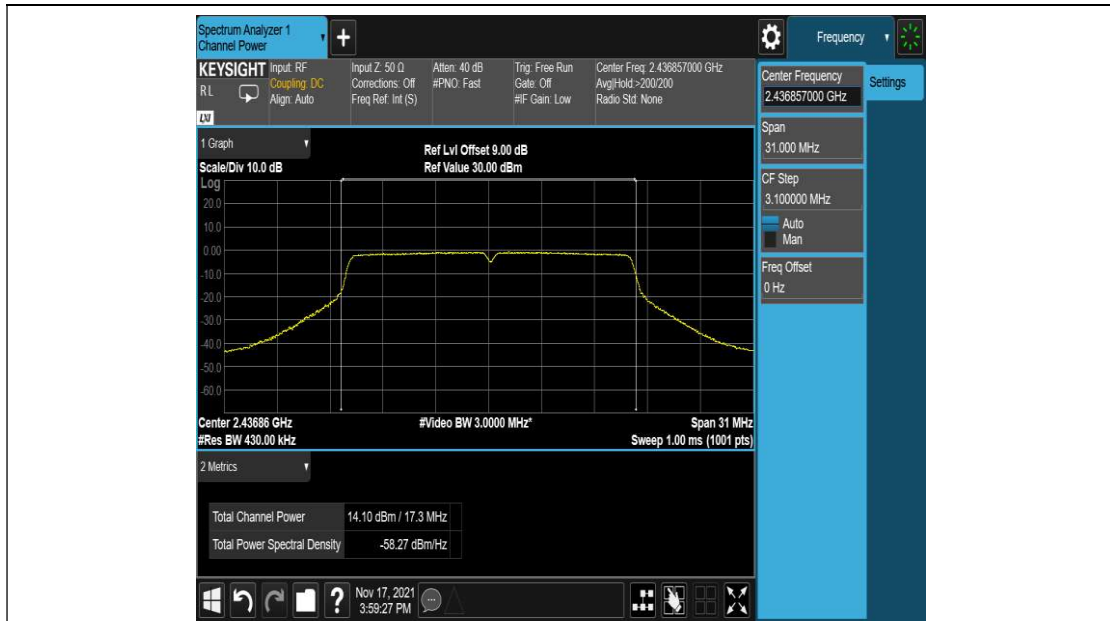 Spectrum Analyzer 1
Channel Power
+
Frequency
KEYSIGHT
RL
LXI
Input: RF
Coupling: DC
Align: Auto
Input Z: 50 Ω
Corrections: Off
Freq Ref: Int (S)
Atten: 40 dB
#PNO: Fast
Trig: Free Run
Gate: Off
#IF Gain: Low
Center Freq: 2.436857000 GHz
Avg|Hold:>200/200
Radio Std: None
Center Frequency
2.436857000 GHz
Settings
Span
31.000 MHz
CF Step
3.100000 MHz
Auto
Man
Freq Offset
0 Hz
1 Graph
Scale/Div 10.0 dB
Ref Lvl Offset 9.00 dB
Ref Value 30.00 dBm
Log
20.0
10.0
0.00
-10.0
-20.0
-30.0
-40.0
-50.0
-60.0
Center 2.43686 GHz
#Video BW 3.0000 MHz*
Span 31 MHz
#Res BW 430.00 kHz
Sweep 1.00 ms (1001 pts)
2 Metrics
Total Channel Power 14.10 dBm / 17.3 MHz
Total Power Spectral Density -58.27 dBm/Hz
?
Nov 17, 2021
3:59:27 PM